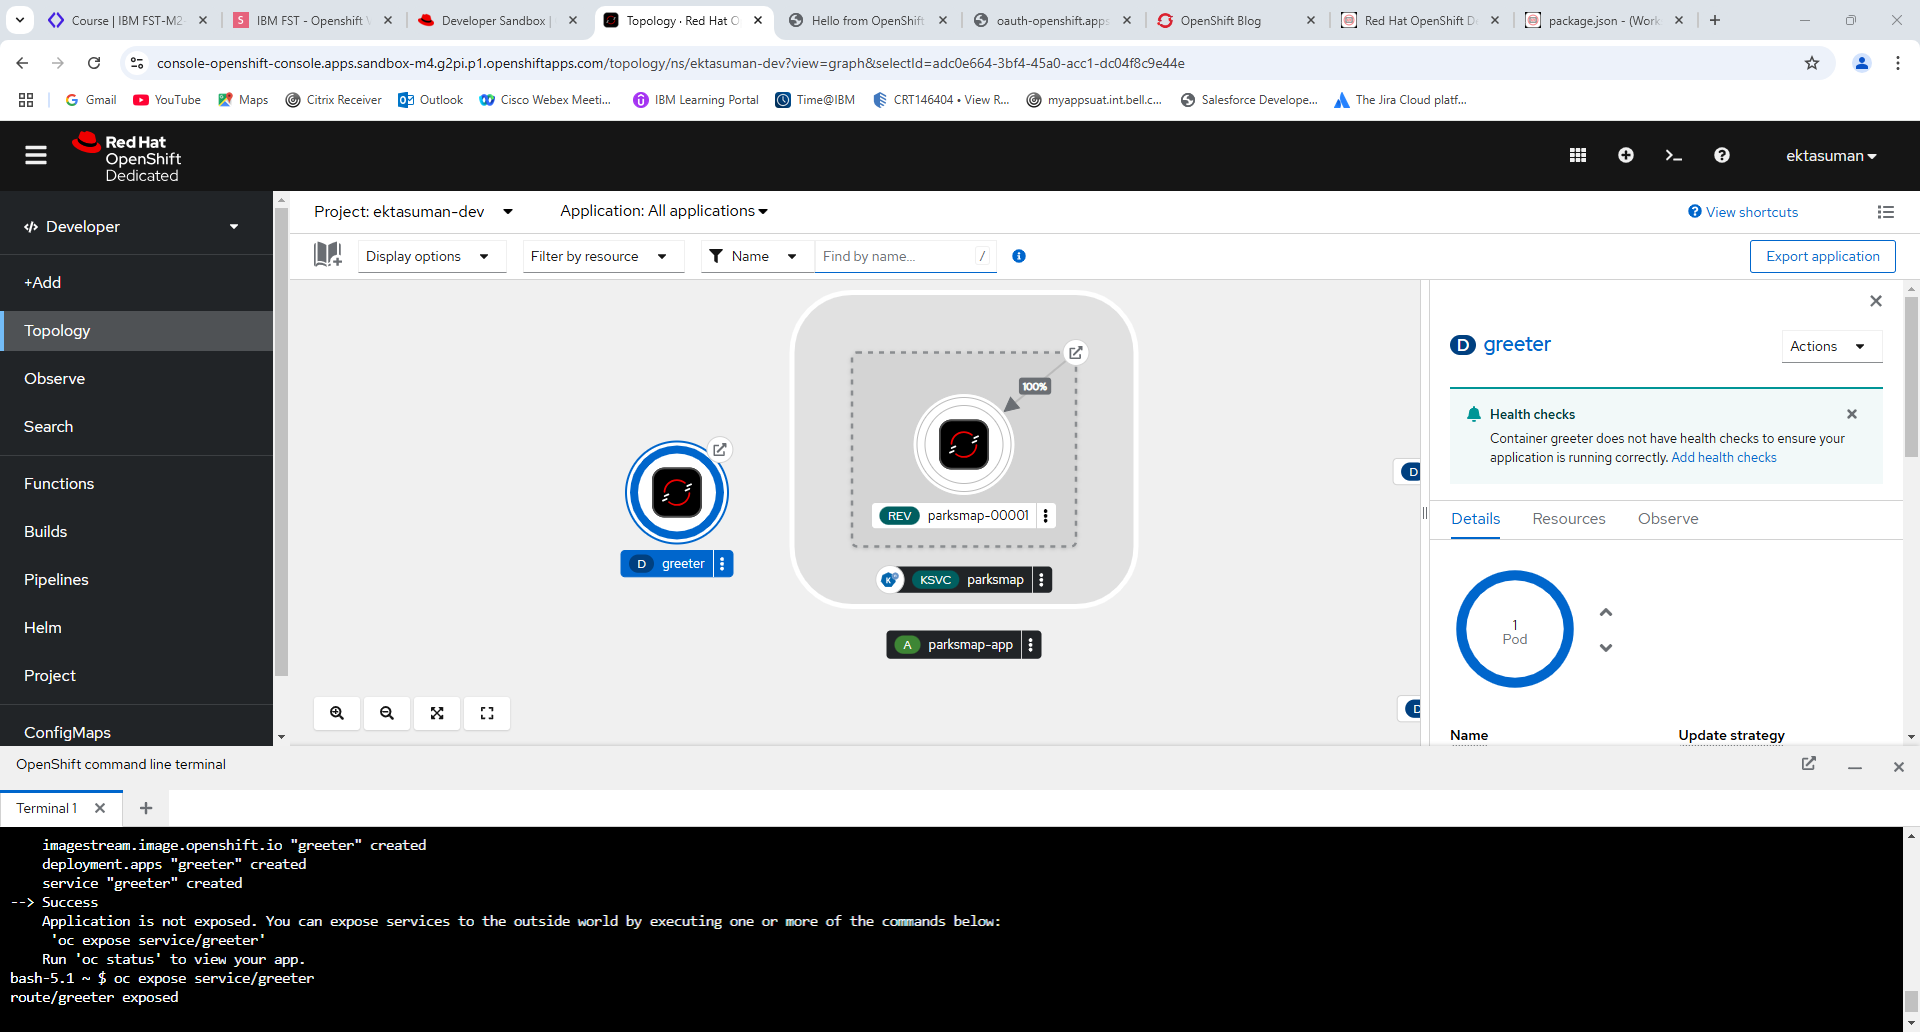 Course | IBM FST-M2-
IBM FST - Openshift V
Developer Sandbox |
Topology · Red Hat O
Hello from OpenShift
oauth-openshift.apps
OpenShift Blog
Red Hat OpenShift D
package.json - (Work
console-openshift-console.apps.sandbox-m4.g2pi.p1.openshiftapps.com/topology/ns/ektasuman-dev?view=graph&selectId=adc0e664-3bf4-45a0-acc1-dc04f8c9e44e
Gmail
YouTube
Maps
Citrix Receiver
Outlook
Cisco Webex Meeti...
IBM Learning Portal
Time@IBM
CRT146404 • View R...
myappsuat.int.bell.c...
Salesforce Develope...
The Jira Cloud platf...
Red Hat
OpenShift
Dedicated
ektasuman
Developer
+Add
Topology
Observe
Search
Functions
Builds
Pipelines
Helm
Project
ConfigMaps
Project: ektasuman-dev
Application: All applications
View shortcuts
Display options
Filter by resource
Name
Find by name...
/
Export application
100%
REV parksmap-00001
KSVC parksmap
A parksmap-app
D greeter
D
D
D greeter
Actions
Health checks
Container greeter does not have health checks to ensure your
application is running correctly. Add health checks
Details
Resources
Observe
1
Pod
Name
Update strategy
OpenShift command line terminal
Terminal 1
imagestream.image.openshift.io "greeter" created
deployment.apps "greeter" created
service "greeter" created
--> Success
Application is not exposed. You can expose services to the outside world by executing one or more of the commands below:
'oc expose service/greeter'
Run 'oc status' to view your app.
bash-5.1 ~ $ oc expose service/greeter
route/greeter exposed